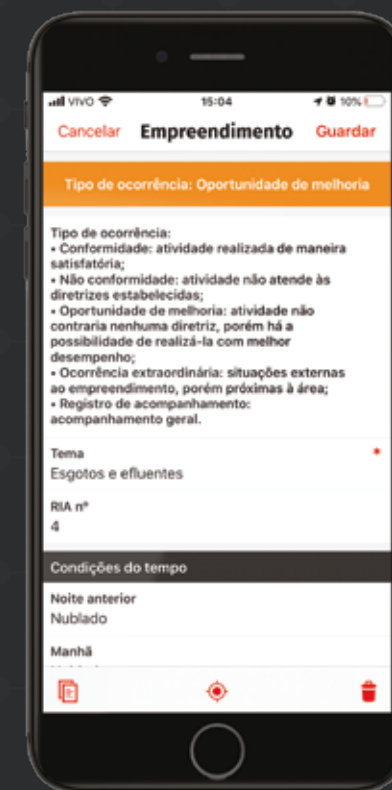 VIVO 15:04 10%
Cancelar Empreendimento Guardar
Tipo de ocorrência: Oportunidade de melhoria
Tipo de ocorrência:
• Conformidade: atividade realizada de maneira
satisfatória;
• Não conformidade: atividade não atende às
diretrizes estabelecidas;
• Oportunidade de melhoria: atividade não
contraria nenhuma diretriz, porém há a
possibilidade de realizá-la com melhor
desempenho;
• Ocorrência extraordinária: situações externas
ao empreendimento, porém próximas à área;
• Registro de acompanhamento:
acompanhamento geral.
Tema *
Esgotos e efluentes
RIA nº
4
Condições do tempo
Noite anterior
Nublado
Manhã